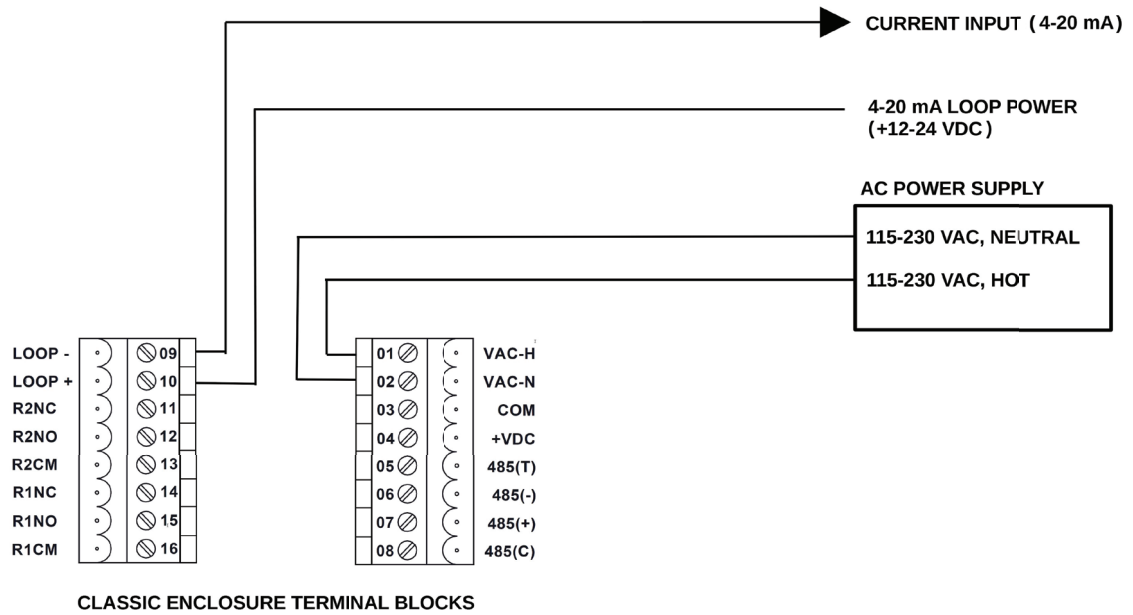 CURRENT INPUT ( 4-20 mA)
4-20 mA LOOP POWER
(+12-24 VDC )
AC POWER SUPPLY
115-230 VAC, NEUTRAL
115-230 VAC, HOT
LOOP - 09
LOOP + 10
R2NC 11
R2NO 12
R2CM 13
R1NC 14
R1NO 15
R1CM 16
01 VAC-H
02 VAC-N
03 COM
04 +VDC
05 485(T)
06 485(-)
07 485(+)
08 485(C)
CLASSIC ENCLOSURE TERMINAL BLOCKS